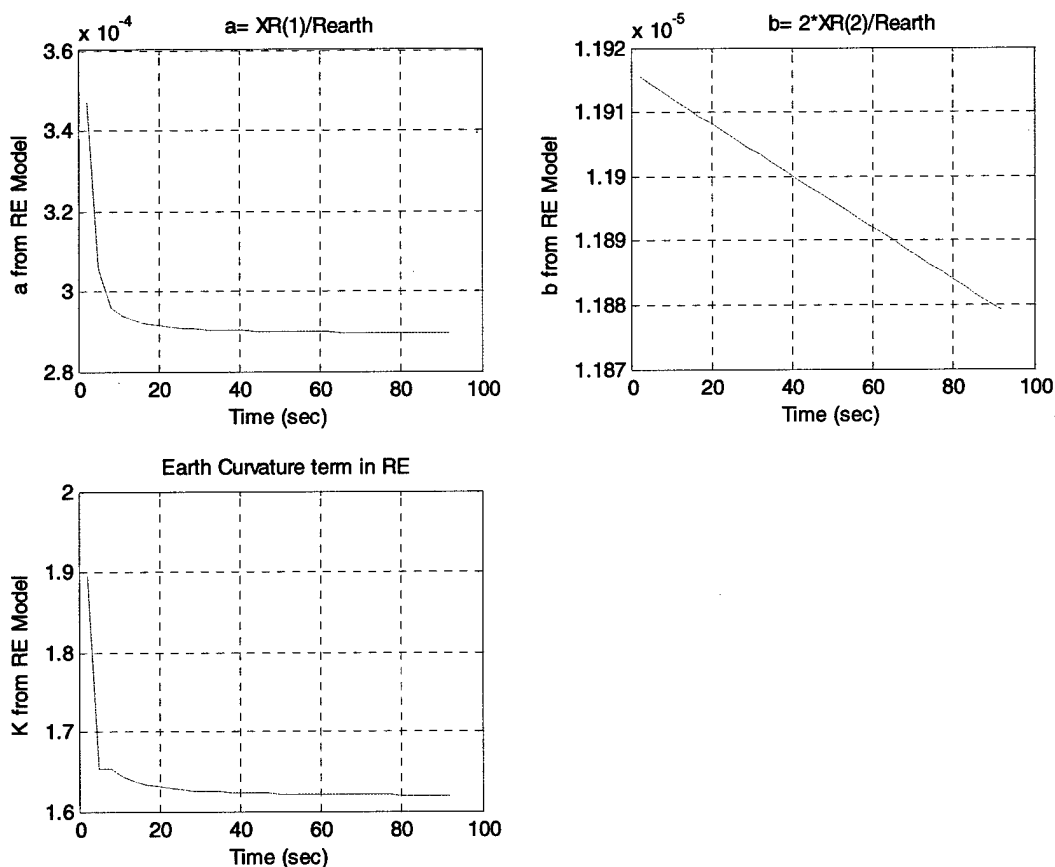 x 10^-4
a= XR(1)/Rearth
3.6
3.4
3.2
3
2.8
a from RE Model
0 20 40 60 80 100
Time (sec)
x 10^-5
b= 2*XR(2)/Rearth
1.192
1.191
1.19
1.189
1.188
1.187
b from RE Model
0 20 40 60 80 100
Time (sec)
Earth Curvature term in RE
2
1.9
1.8
1.7
1.6
K from RE Model
0 20 40 60 80 100
Time (sec)